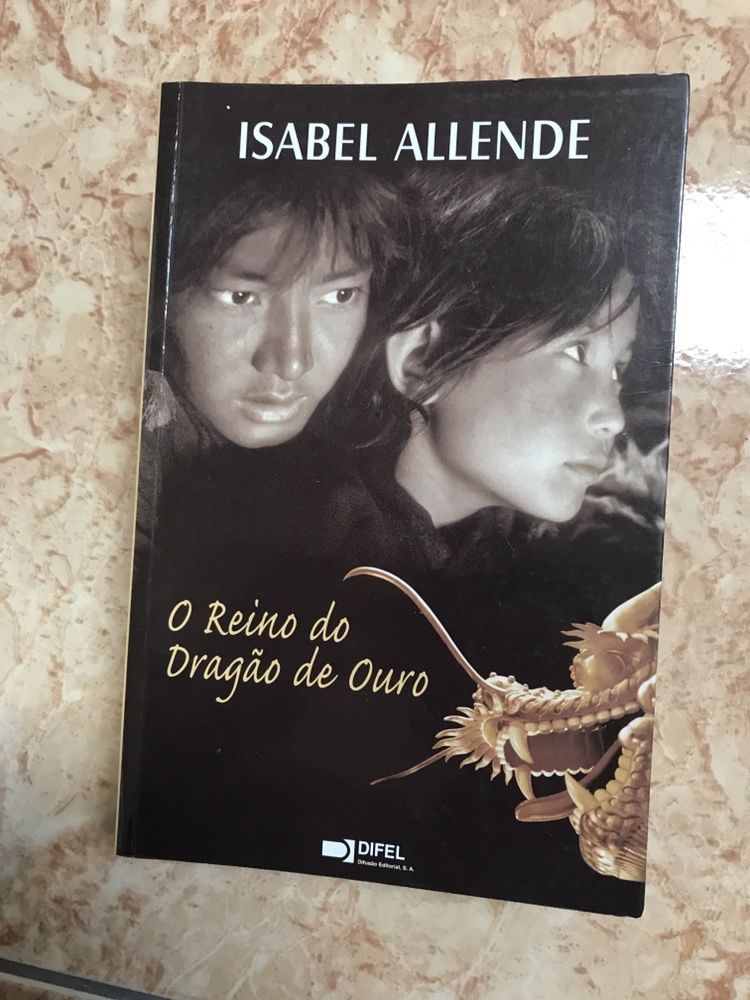 ISABEL ALLENDE
O Reino do
Dragão de Ouro
DIFEL
Difusão Editorial, S. A.